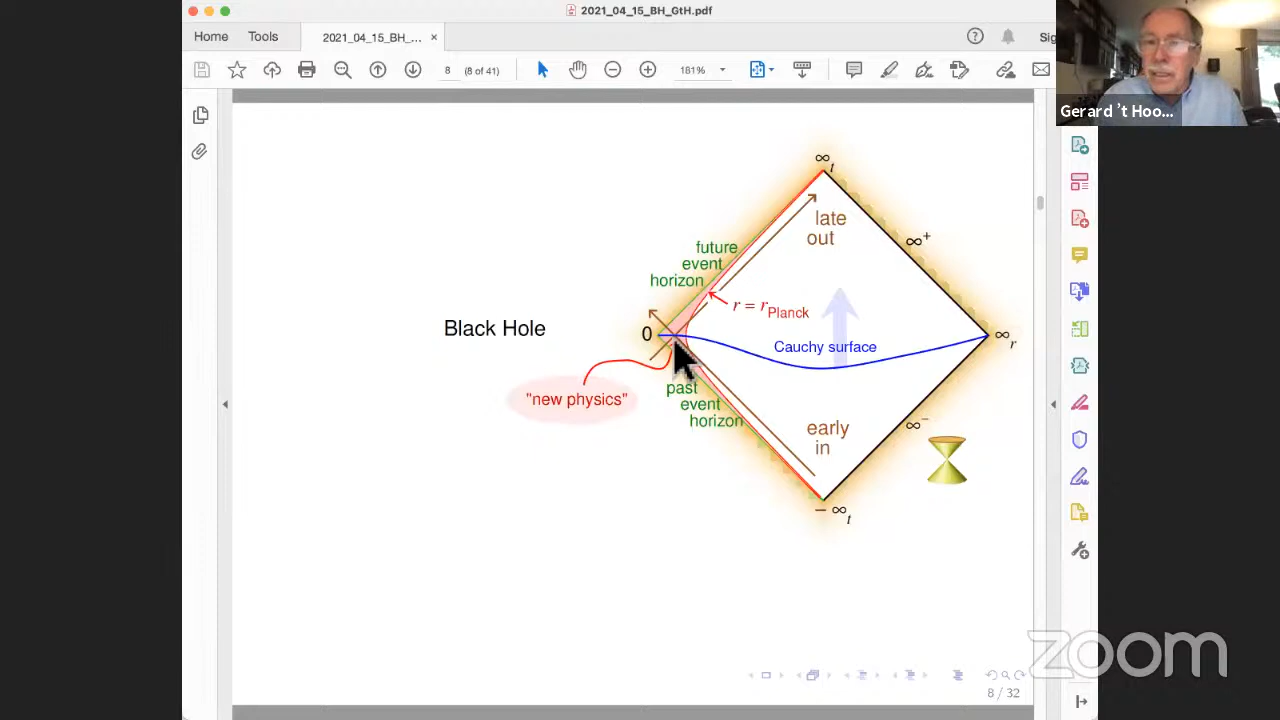 2021_04_15_BH_GtH.pdf
Home
Tools
2021_04_15_BH_...
×
8
(8 of 41)
181%
Gerard 't Hoo...
∞t
late
out
∞+
future
event
horizon
r = rPlanck
Black Hole
0
Cauchy surface
∞r
"new physics"
past
event
horizon
early
in
∞−
− ∞t
zoom
8 / 32